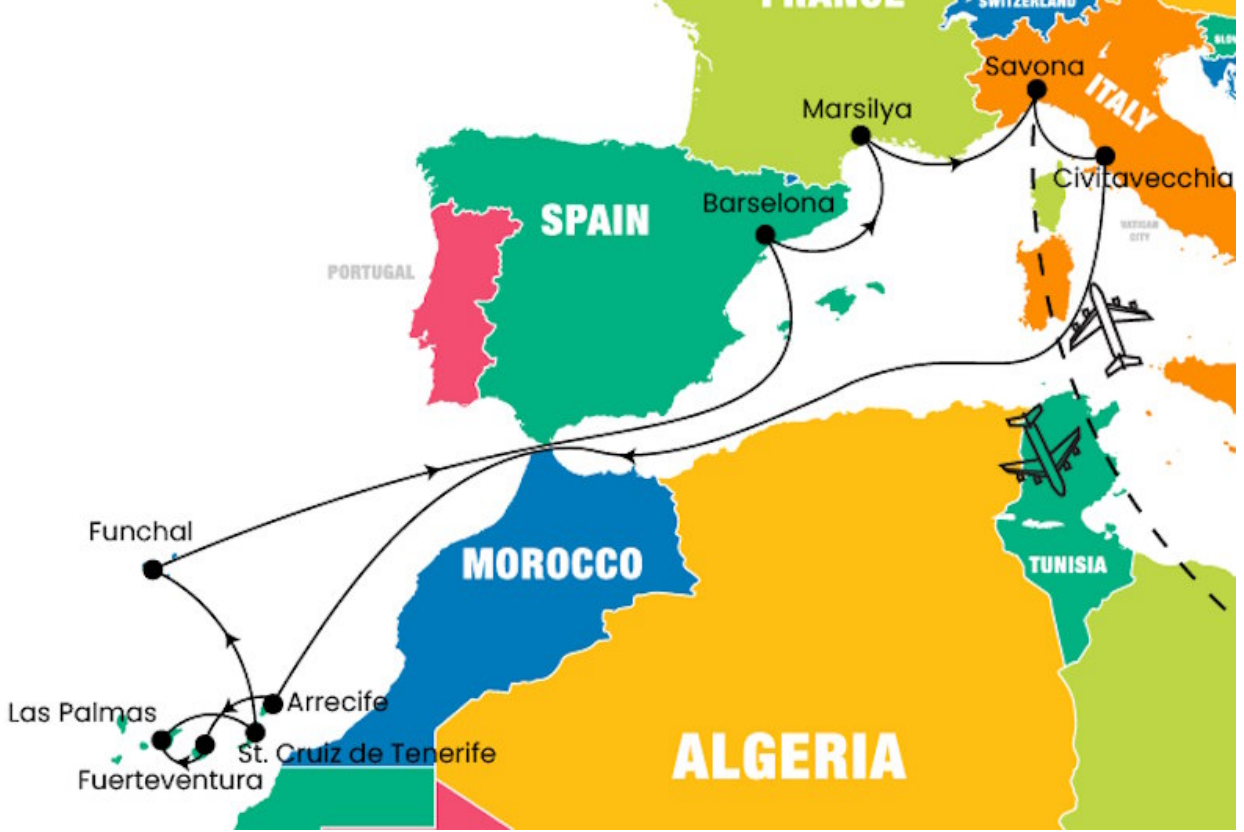 FRANCE
SWITZERLAND
Savona
ITALY
Marsilya
Civitavecchia
Barselona
SPAIN
VATICAN
CITY
PORTUGAL
Funchal
MOROCCO
TUNISIA
Arrecife
Las Palmas
St. Cruiz de Tenerife
Fuerteventura
ALGERIA